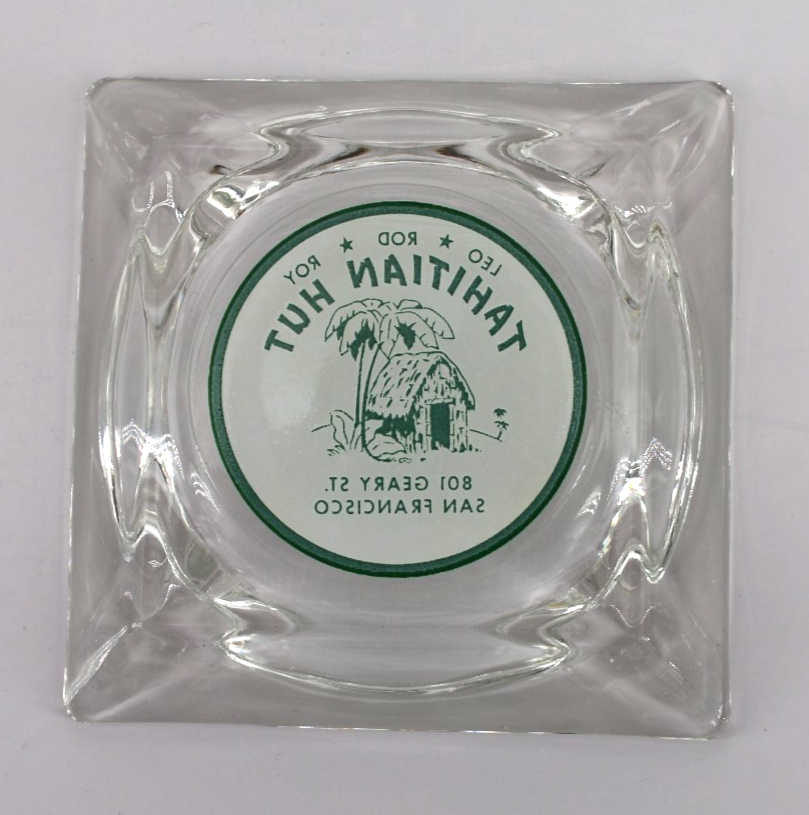 LEO ★ ROD ★ ROY
TAHITIAN HUT
801 GEARY ST.
SAN FRANCISCO